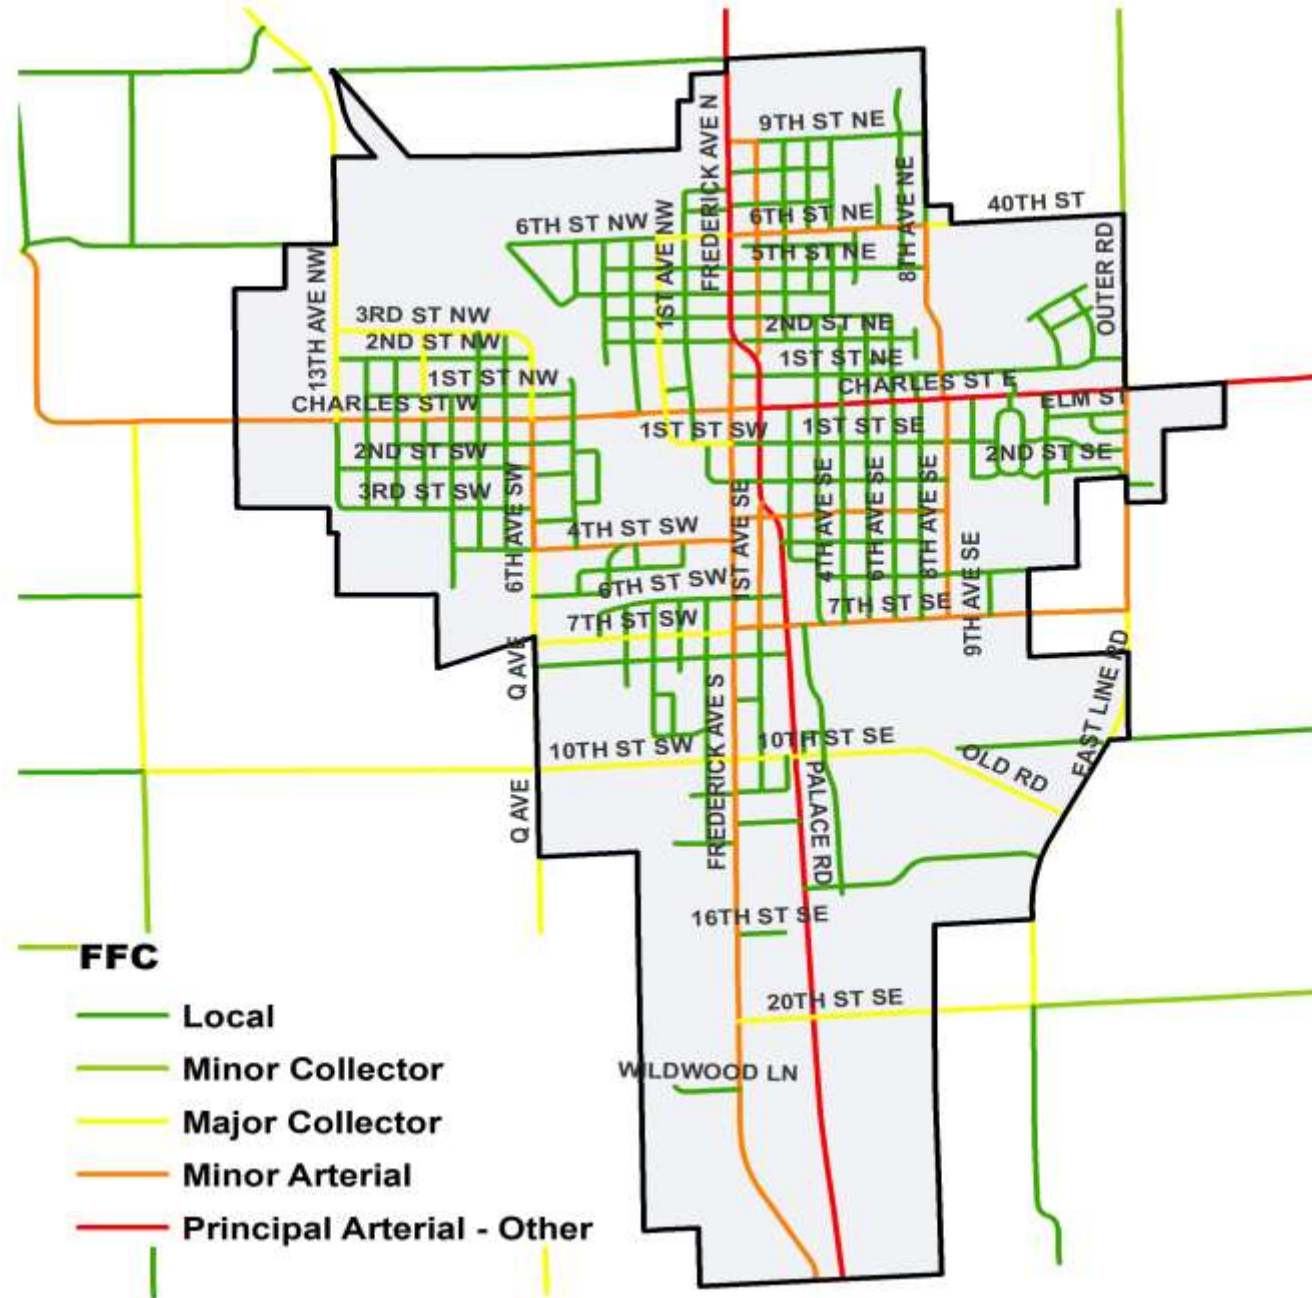 9TH ST NE
FREDERICK AVE N
8TH AVE NE
40TH ST
6TH ST NW
6TH ST NE
5TH ST NE
1ST AVE NW
OUTER RD
13TH AVE NW
3RD ST NW
2ND ST NW
1ST ST NW
2ND ST NE
1ST ST NE
CHARLES ST W
CHARLES ST E
ELM ST
1ST ST SW
1ST ST SE
2ND ST SW
2ND ST SE
3RD ST SW
6TH AVE SW
4TH ST SW
1ST AVE SE
4TH AVE SE
6TH AVE SE
8TH AVE SE
9TH AVE SE
6TH ST SW
7TH ST SW
7TH ST SE
Q AVE
FREDERICK AVE S
EAST LINE RD
10TH ST SW
10TH ST SE
OLD RD
Q AVE
PALACE RD
16TH ST SE
20TH ST SE
WILDWOOD LN
FFC
Local
Minor Collector
Major Collector
Minor Arterial
Principal Arterial - Other